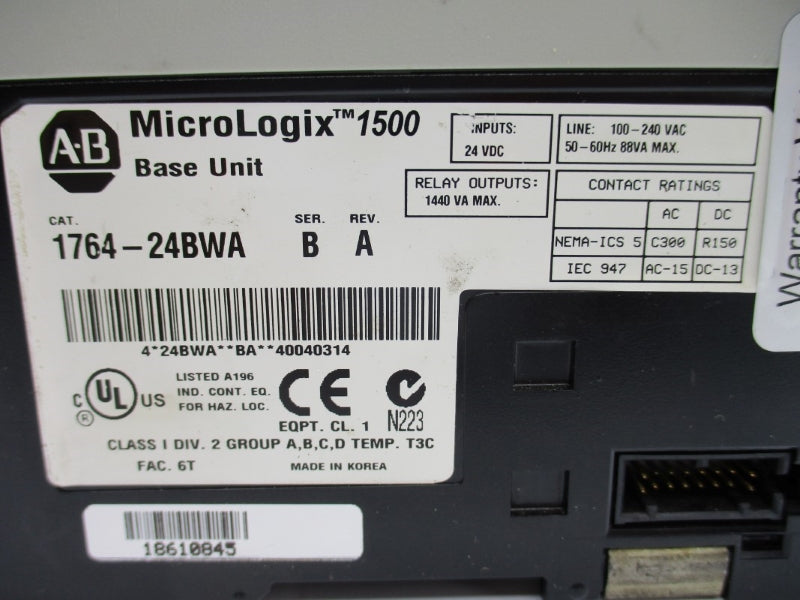 A·B
MicroLogix™1500
Base Unit
CAT.
1764-24BWA
SER.
B
REV.
A
INPUTS:
24 VDC
LINE: 100-240 VAC
50-60Hz 88VA MAX.
RELAY OUTPUTS:
1440 VA MAX.
CONTACT RATINGS
AC DC
NEMA-ICS 5 C300 R150
IEC 947 AC-15 DC-13
4*24BWA**BA**40040314
C UL US
®
LISTED A196
IND. CONT. EQ.
FOR HAZ. LOC.
CE
EQPT. CL. 1
N223
CLASS I DIV. 2 GROUP A,B,C,D TEMP. T3C
FAC. 6T
MADE IN KOREA
18610845